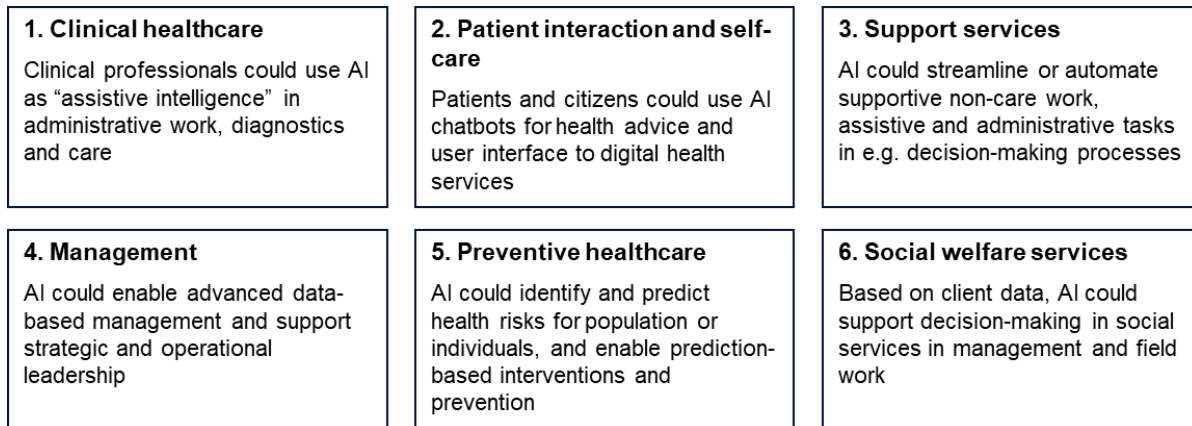 1. Clinical healthcare
Clinical professionals could use AI
as “assistive intelligence” in
administrative work, diagnostics
and care
2. Patient interaction and self-
care
Patients and citizens could use AI
chatbots for health advice and
user interface to digital health
services
3. Support services
AI could streamline or automate
supportive non-care work,
assistive and administrative tasks
in e.g. decision-making processes
4. Management
AI could enable advanced data-
based management and support
strategic and operational
leadership
5. Preventive healthcare
AI could identify and predict
health risks for population or
individuals, and enable prediction-
based interventions and
prevention
6. Social welfare services
Based on client data, AI could
support decision-making in social
services in management and field
work